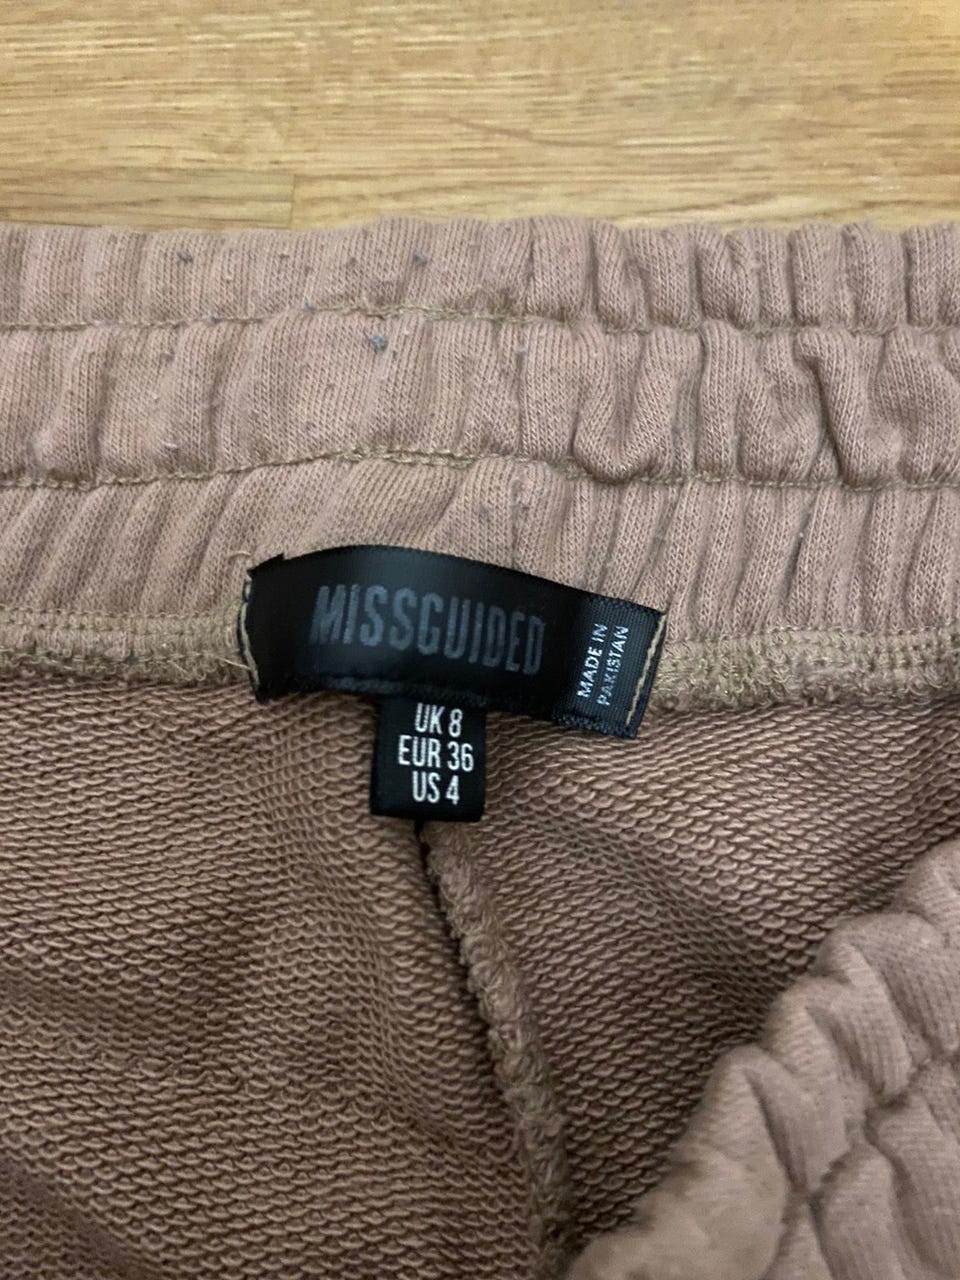 MISSGUIDED
MADE IN
PAKISTAN
UK 8
EUR 36
US 4